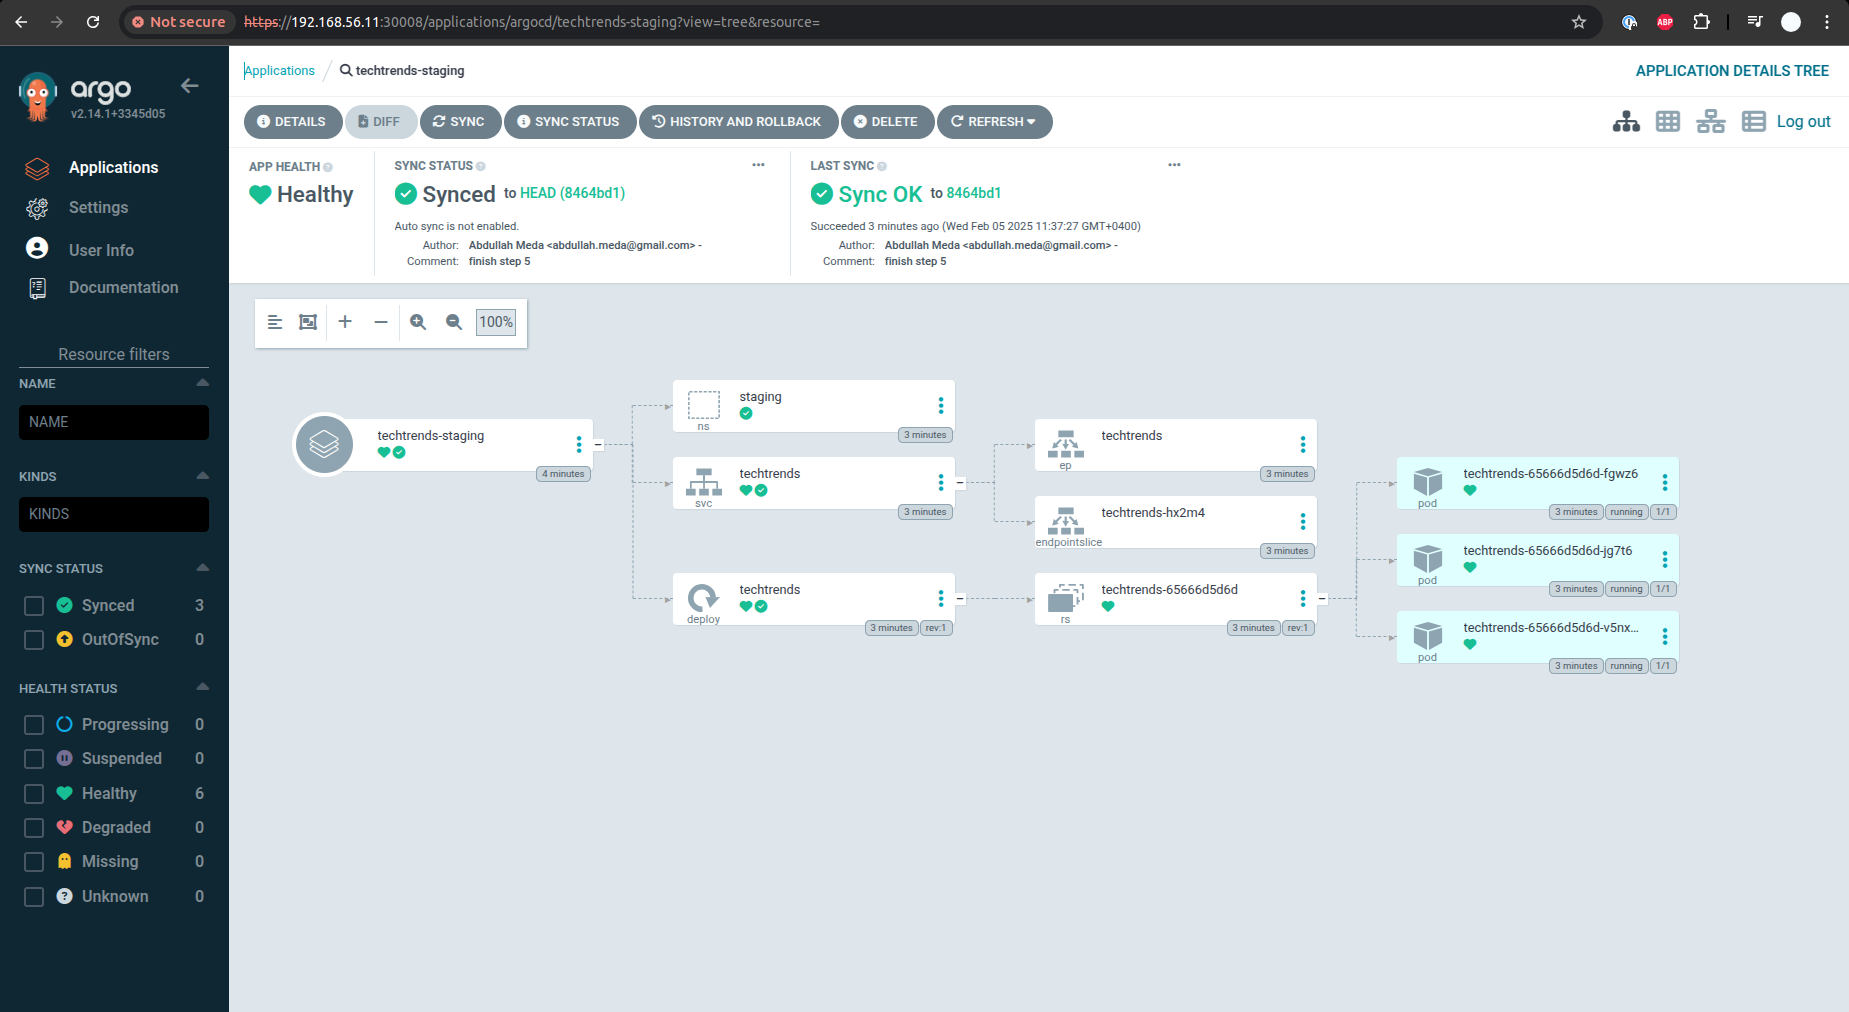 Not secure https://192.168.56.11:30008/applications/argocd/techtrends-staging?view=tree&resource=
ABP
argo
v2.14.1+3345d05
Applications
Settings
User Info
Documentation
Resource filters
NAME
NAME
KINDS
KINDS
SYNC STATUS
Synced 3
OutOfSync 0
HEALTH STATUS
Progressing 0
Suspended 0
Healthy 6
Degraded 0
Missing 0
Unknown 0
Applications / techtrends-staging
APPLICATION DETAILS TREE
DETAILS DIFF SYNC SYNC STATUS HISTORY AND ROLLBACK DELETE REFRESH
Log out
APP HEALTH
Healthy
SYNC STATUS
Synced to HEAD (8464bd1)
Auto sync is not enabled.
Author: Abdullah Meda <abdullah.meda@gmail.com> -
Comment: finish step 5
LAST SYNC
Sync OK to 8464bd1
Succeeded 3 minutes ago (Wed Feb 05 2025 11:37:27 GMT+0400)
Author: Abdullah Meda <abdullah.meda@gmail.com> -
Comment: finish step 5
100%
techtrends-staging
4 minutes
staging
ns
3 minutes
techtrends
svc
3 minutes
techtrends
deploy
3 minutes rev:1
techtrends
ep
3 minutes
techtrends-hx2m4
endpointslice
3 minutes
techtrends-65666d5d6d
rs
3 minutes rev:1
techtrends-65666d5d6d-fgwz6
pod
3 minutes running 1/1
techtrends-65666d5d6d-jg7t6
pod
3 minutes running 1/1
techtrends-65666d5d6d-v5nx...
pod
3 minutes running 1/1